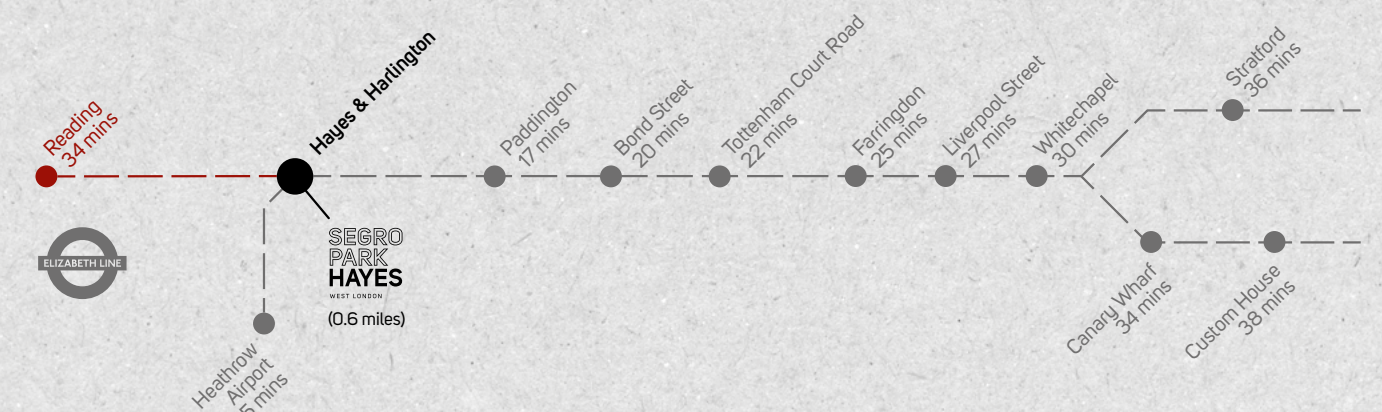 Reading
34 mins
Hayes & Harlington
Paddington
17 mins
Bond Street
20 mins
Tottenham Court Road
22 mins
Farringdon
25 mins
Liverpool Street
27 mins
Whitechapel
30 mins
Stratford
36 mins
ELIZABETH LINE
SEGRO
PARK
HAYES
WEST LONDON
(0.6 miles)
Heathrow
Airport
mins
Canary Wharf
34 mins
Custom House
38 mins